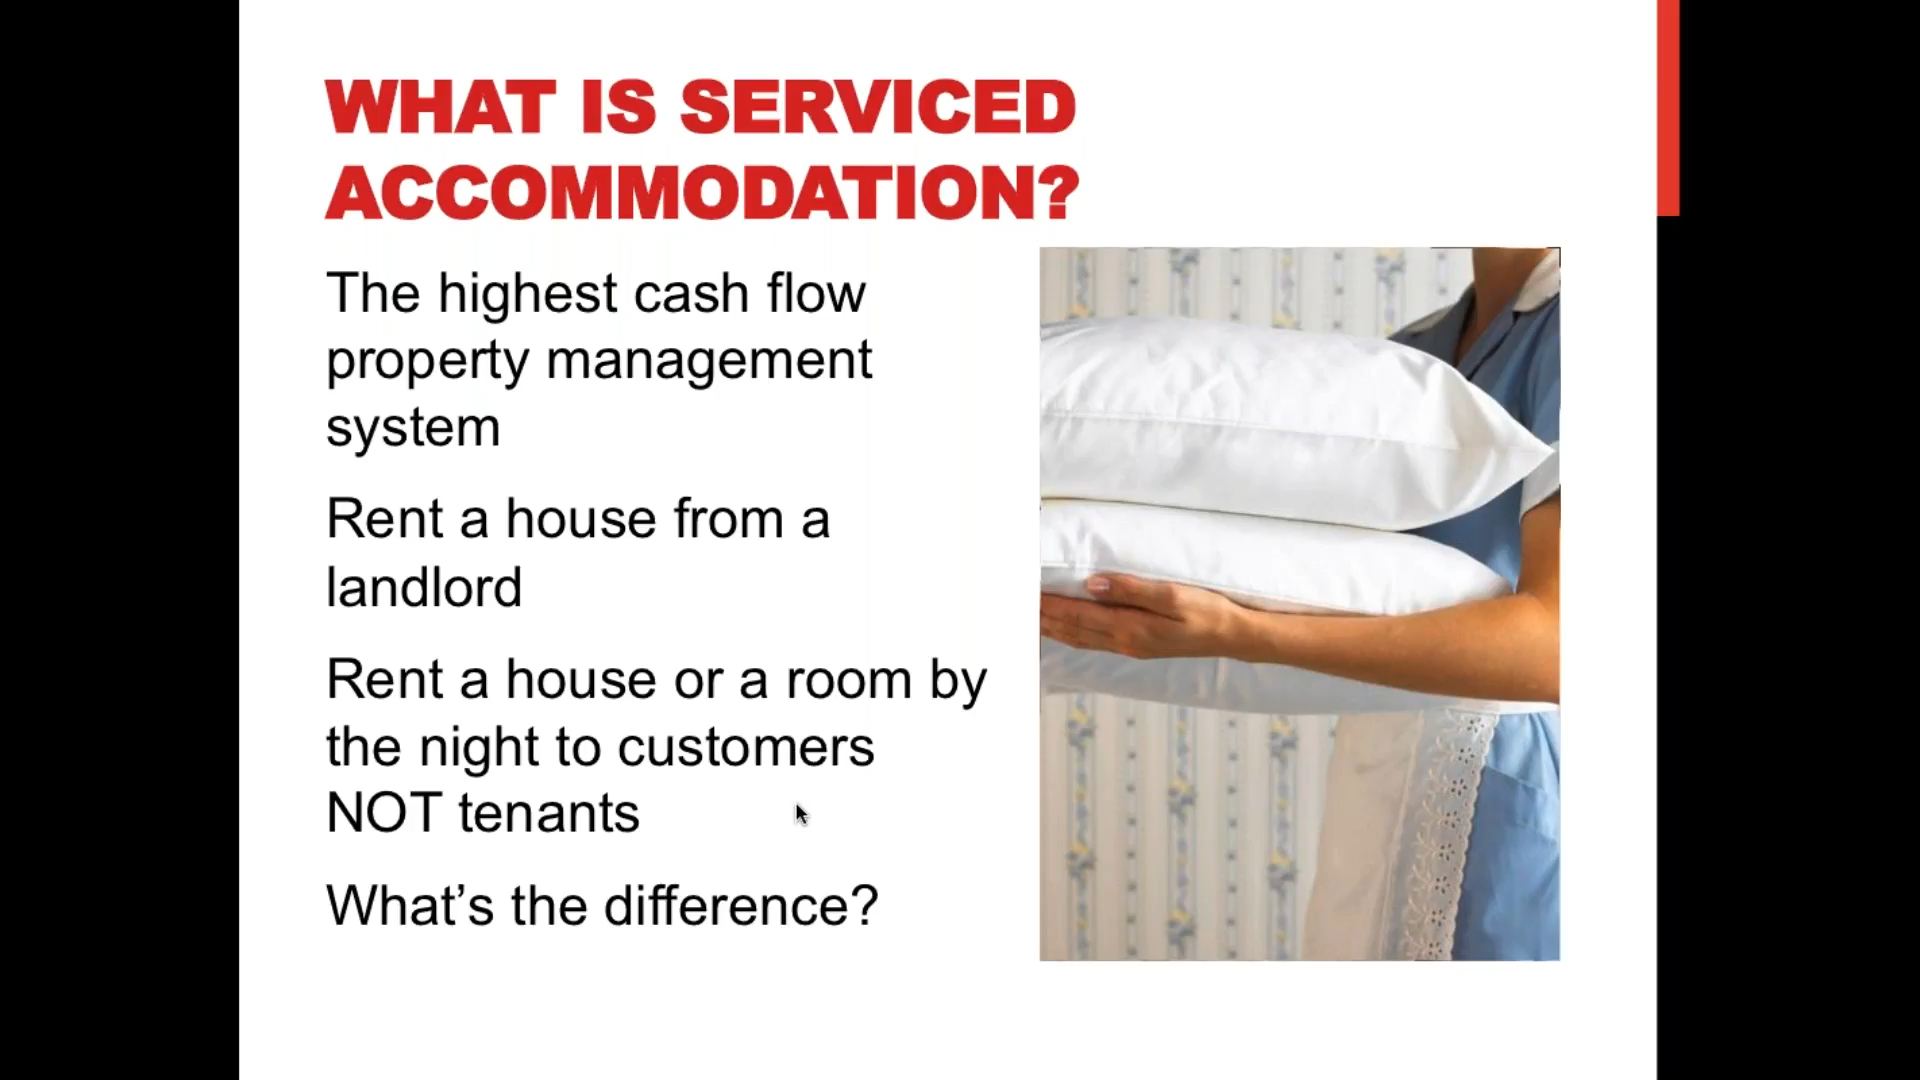 WHAT IS SERVICED
ACCOMMODATION?
The highest cash flow
property management
system
Rent a house from a
landlord
Rent a house or a room by
the night to customers
NOT tenants
What’s the difference?